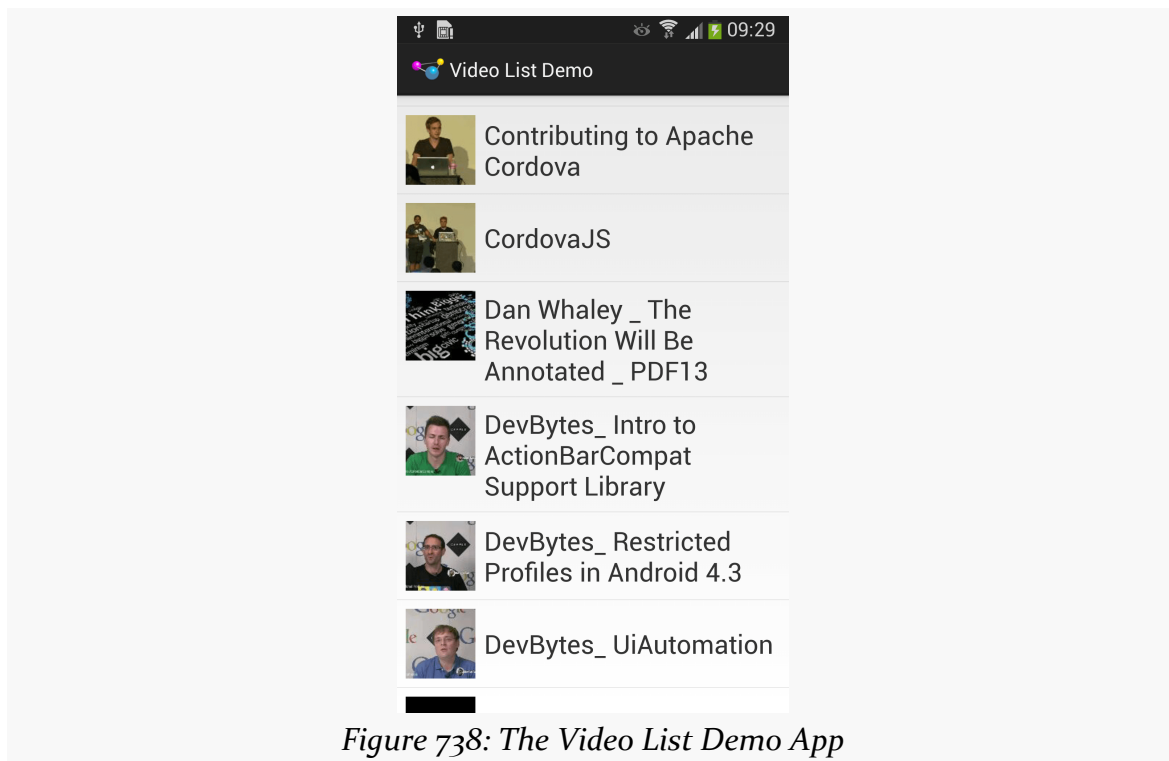 09:29
Video List Demo
Contributing to Apache
Cordova
CordovaJS
Dan Whaley _ The
Revolution Will Be
Annotated _ PDF13
DevBytes_ Intro to
ActionBarCompat
Support Library
DevBytes_ Restricted
Profiles in Android 4.3
DevBytes_ UiAutomation
Figure 738: The Video List Demo App